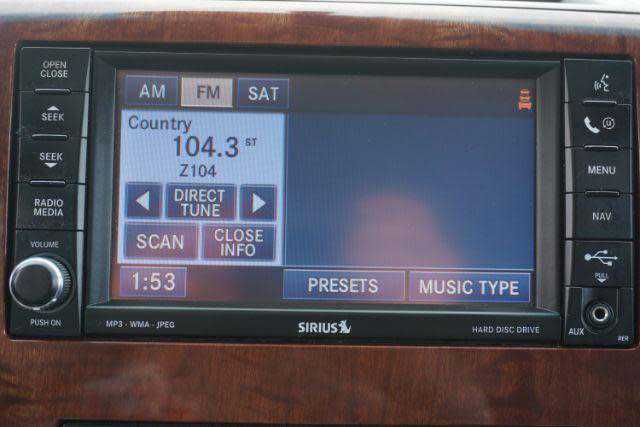 OPEN
CLOSE
SEEK
SEEK
RADIO
MEDIA
VOLUME
PUSH ON
AM FM SAT
Country
104.3 ST
Z104
DIRECT
TUNE
SCAN
CLOSE
INFO
1:53
PRESETS
MUSIC TYPE
MP3 · WMA · JPEG
SIRIUS
HARD DISC DRIVE
MENU
NAV
PULL
AUX
RER